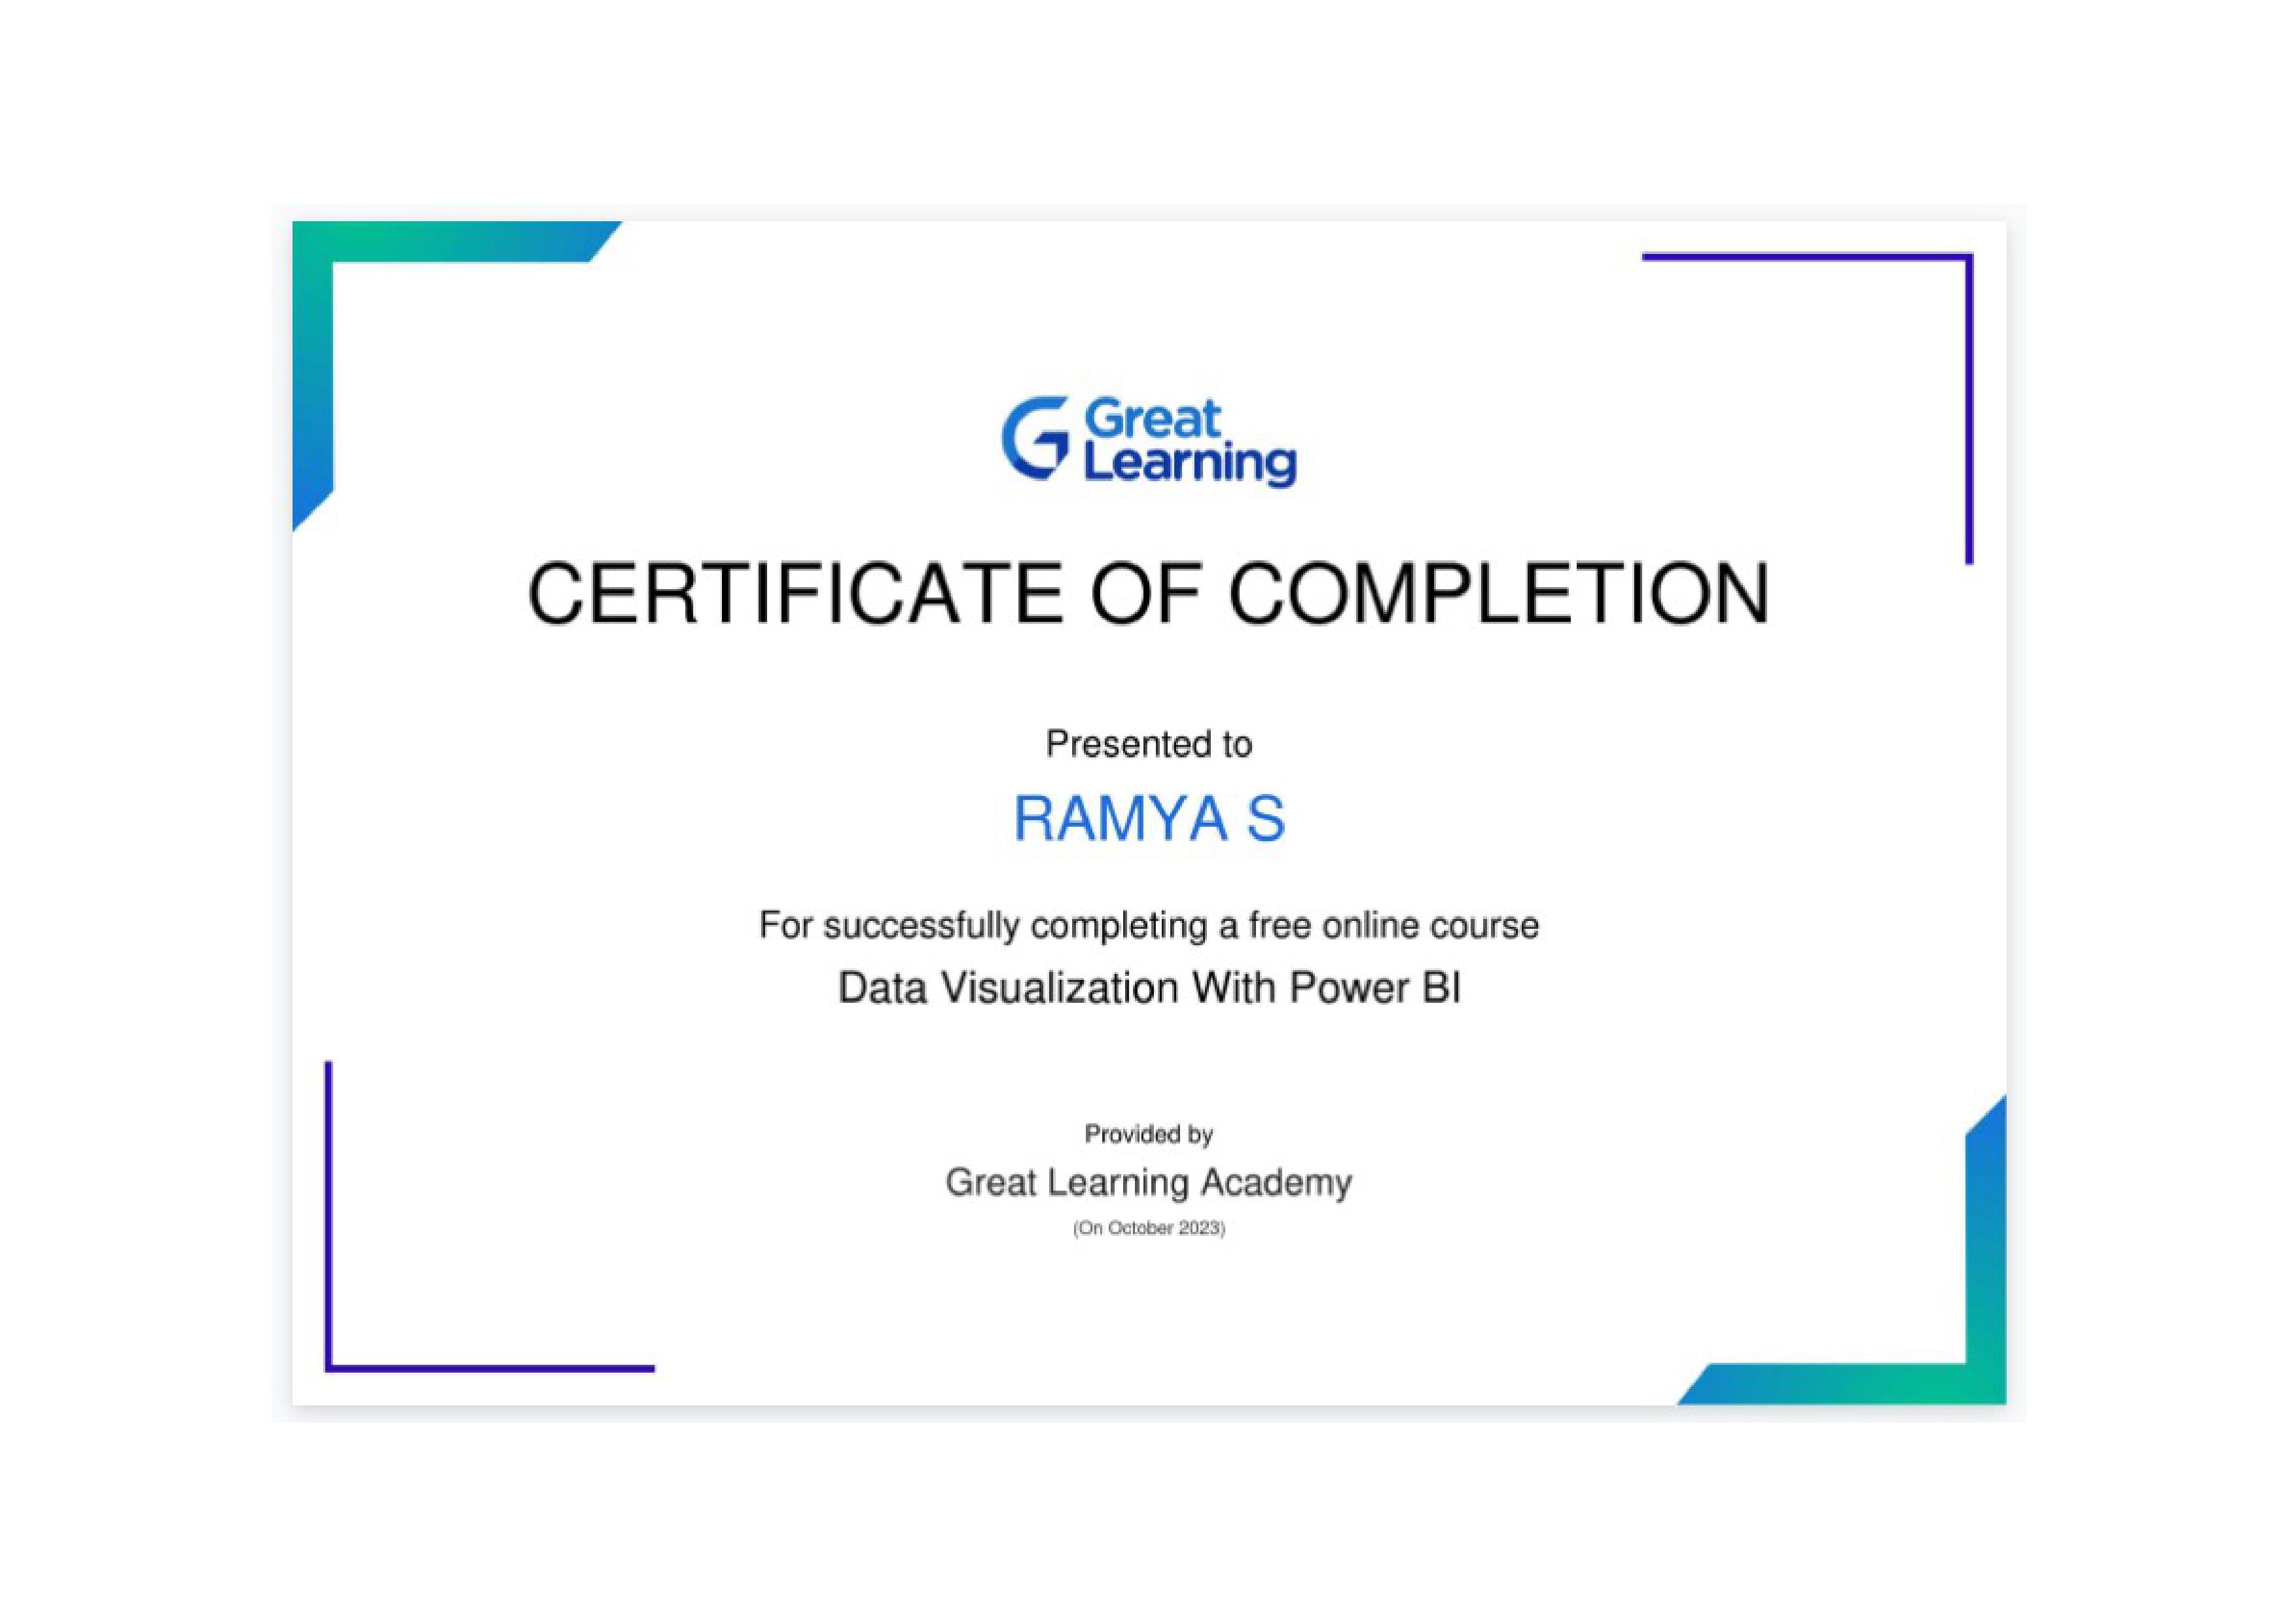 Great
Learning
CERTIFICATE OF COMPLETION
Presented to
RAMYA S
For successfully completing a free online course
Data Visualization With Power BI
Provided by
Great Learning Academy
(On October 2023)